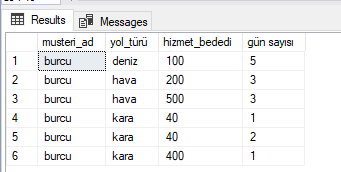 Results Messages
musteri_ad yol_türü hizmet_bededi gün sayısı
1 burcu deniz 100 5
2 burcu hava 200 3
3 burcu hava 500 3
4 burcu kara 40 1
5 burcu kara 40 2
6 burcu kara 400 1